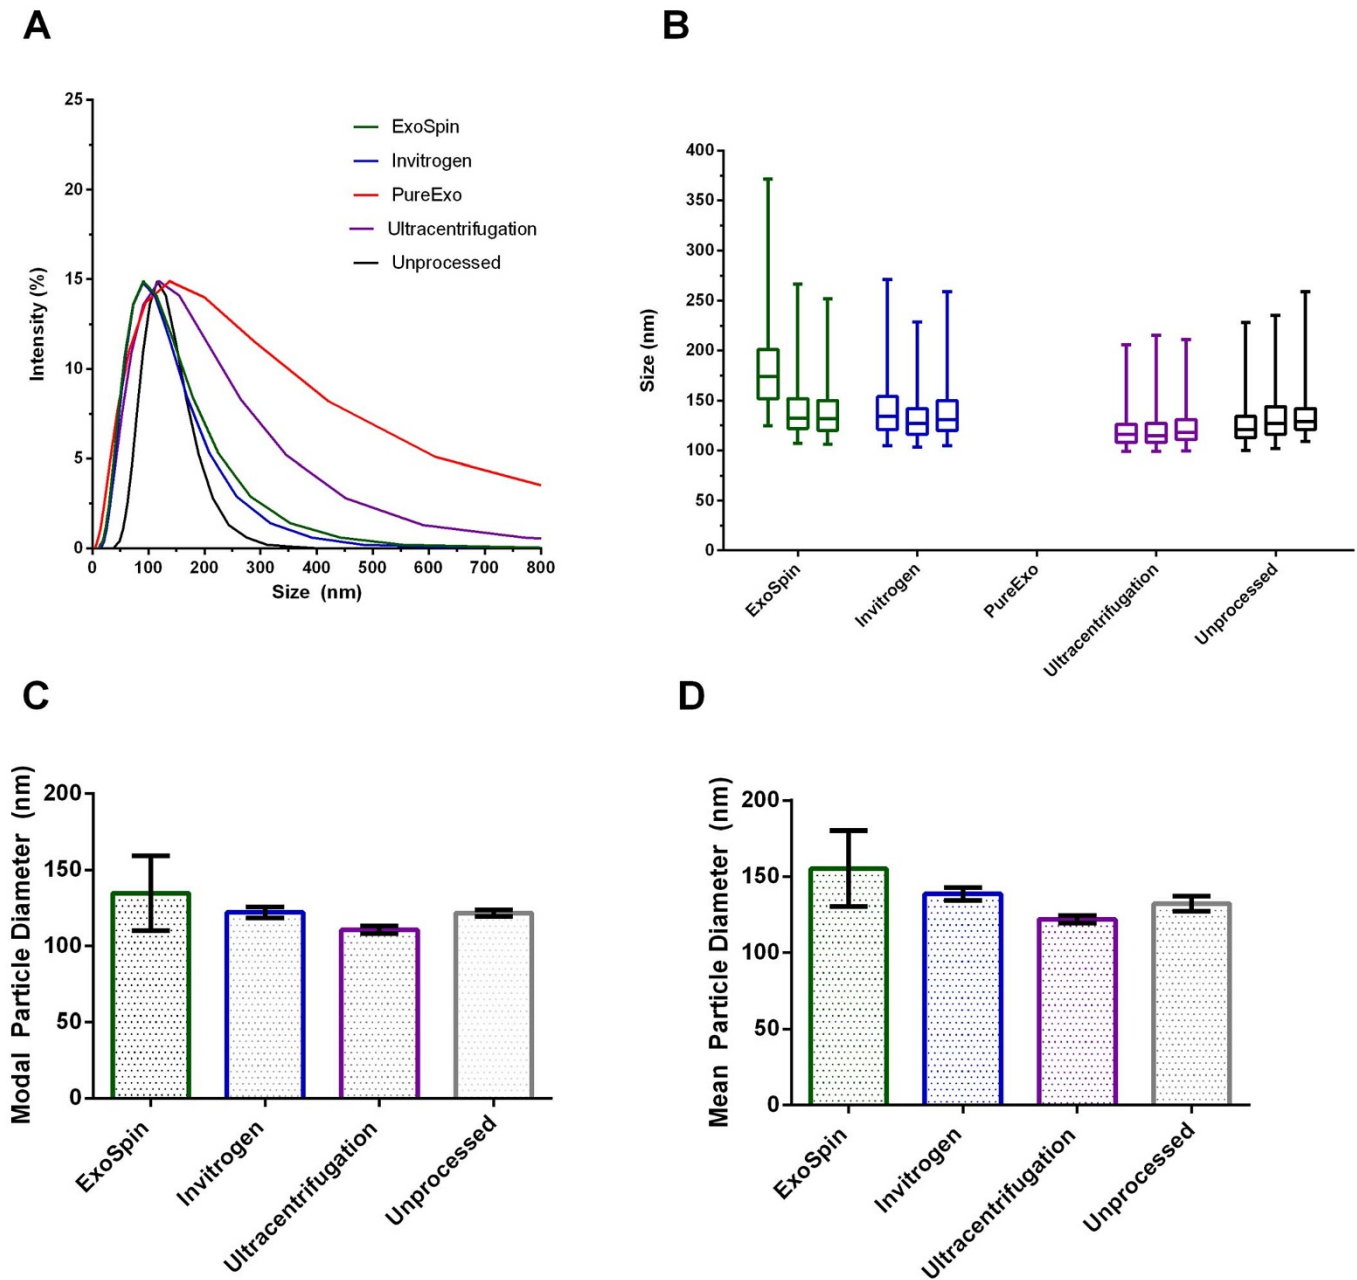 A
25
20
15
10
5
0
Intensity (%)
ExoSpin
Invitrogen
PureExo
Ultracentrifugation
Unprocessed
0 100 200 300 400 500 600 700 800
Size (nm)
B
400
350
300
250
200
150
100
50
0
Size (nm)
ExoSpin
Invitrogen
PureExo
Ultracentrifugation
Unprocessed
C
200
150
100
50
0
Modal Particle Diameter (nm)
ExoSpin
Invitrogen
Ultracentrifugation
Unprocessed
D
200
150
100
50
0
Mean Particle Diameter (nm)
ExoSpin
Invitrogen
Ultracentrifugation
Unprocessed